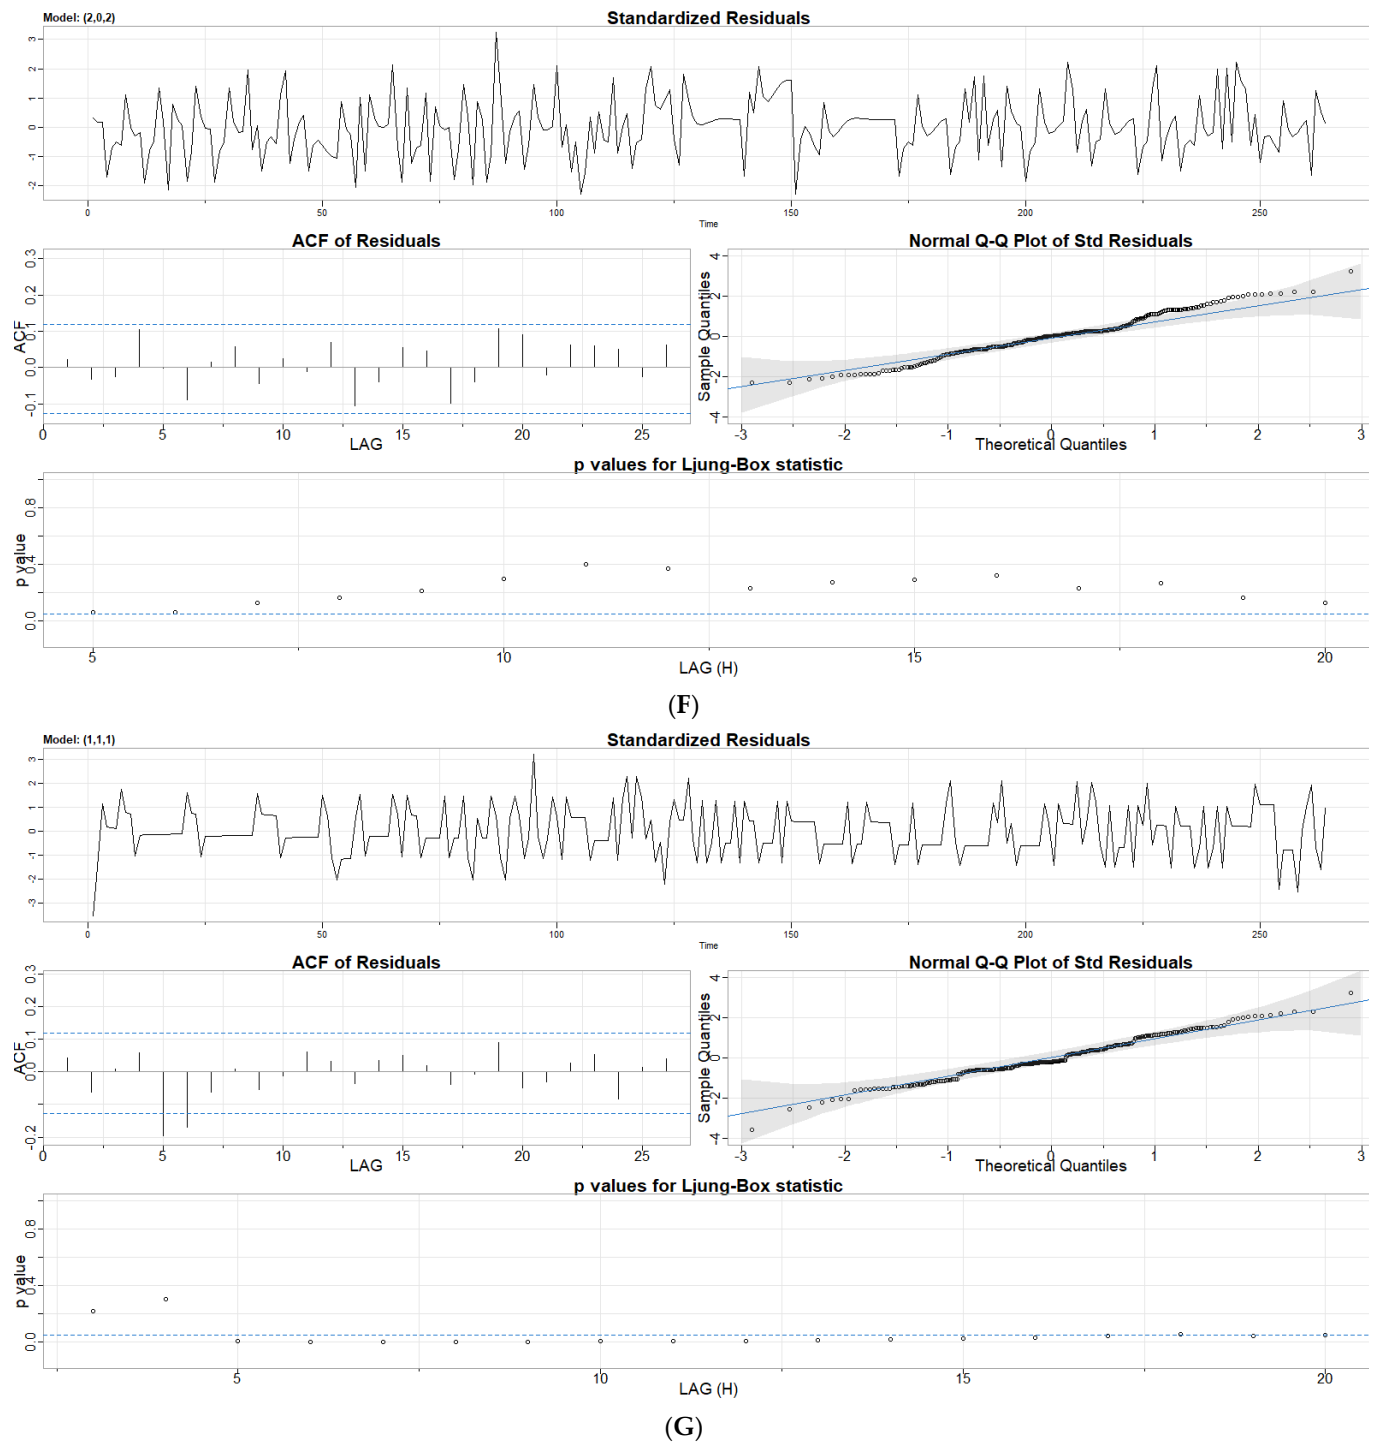 Model: (2,0,2)
Standardized Residuals
3
2
1
0
-1
-2
0 50 100 150 200 250
Time
ACF of Residuals
ACF
0.3
0.2
0.1
0.0
-0.1
0 5 10 15 20 25
LAG
Normal Q-Q Plot of Std Residuals
Sample Quantiles
4
2
0
-2
-4
-3 -2 -1 0 1 2 3
Theoretical Quantiles
p values for Ljung-Box statistic
p value
0.8
0.4
0.0
5 10 15 20
LAG (H)
(F)
Model: (1,1,1)
Standardized Residuals
3
2
1
0
-1
-2
-3
0 50 100 150 200 250
Time
ACF of Residuals
ACF
0.3
0.2
0.1
0.0
-0.2
0 5 10 15 20 25
LAG
Normal Q-Q Plot of Std Residuals
Sample Quantiles
4
2
0
-2
-4
-3 -2 -1 0 1 2 3
Theoretical Quantiles
p values for Ljung-Box statistic
p value
0.8
0.4
0.0
5 10 15 20
LAG (H)
(G)